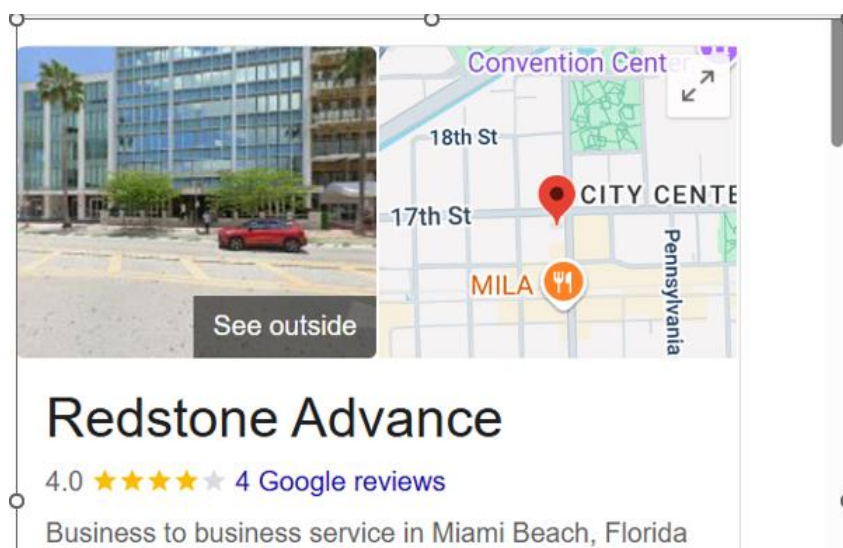 Convention Center
18th St
CITY CENTE
17th St
Pennsylvania
MILA
See outside
Redstone Advance
4.0 4 Google reviews
Business to business service in Miami Beach, Florida